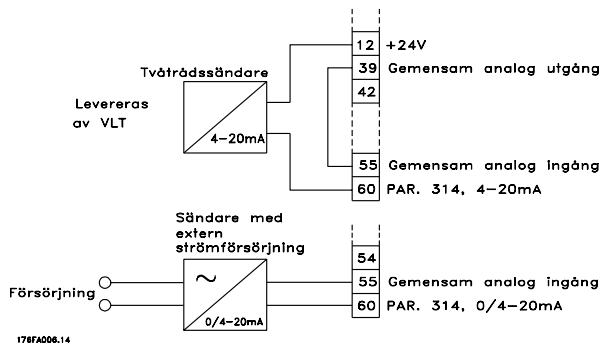 12 +24V
Tvåtrådssändare
39 Gemensam analog utgång
42
Levereras
av VLT
4-20mA
55 Gemensam analog ingång
60 PAR. 314, 4-20mA
Sändare med
extern
strömförsörjning
54
~
55 Gemensam analog ingång
Försörjning
60 PAR. 314, 0/4-20mA
0/4-20mA
176FA006.14